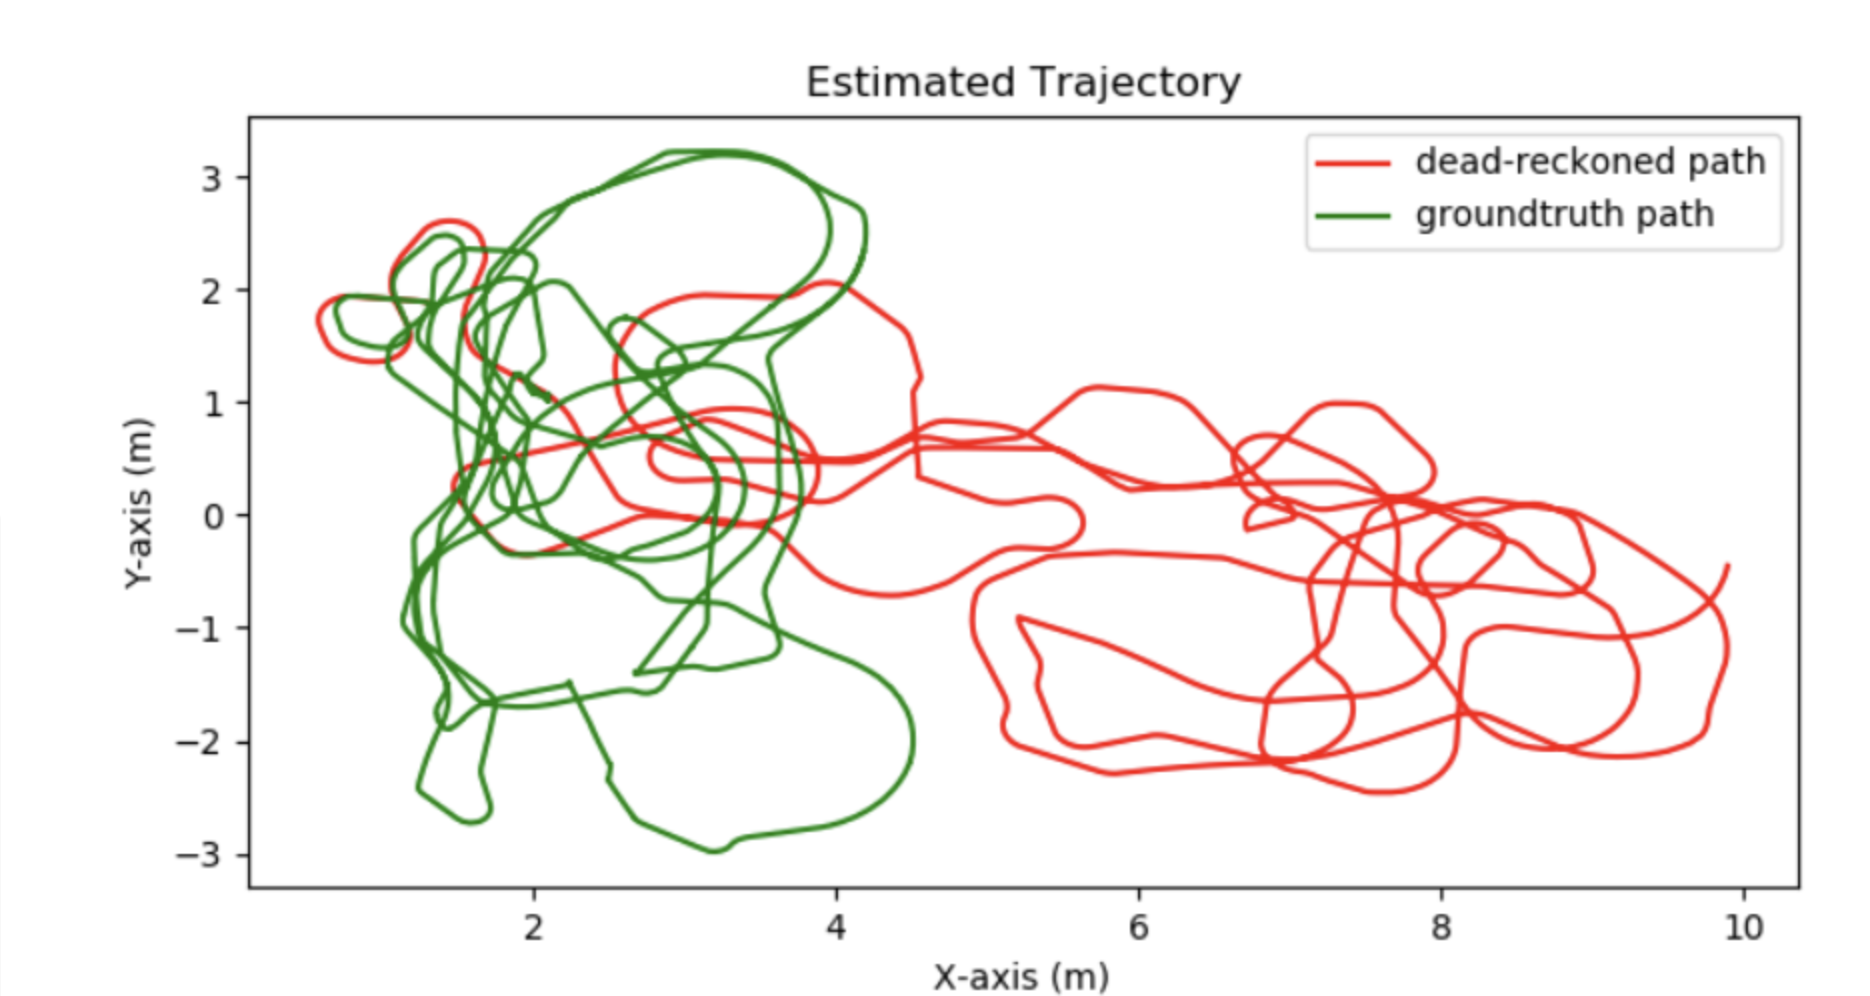 Estimated Trajectory
dead-reckoned path
groundtruth path
3
2
1
0
−1
−2
−3
Y-axis (m)
2 4 6 8 10
X-axis (m)